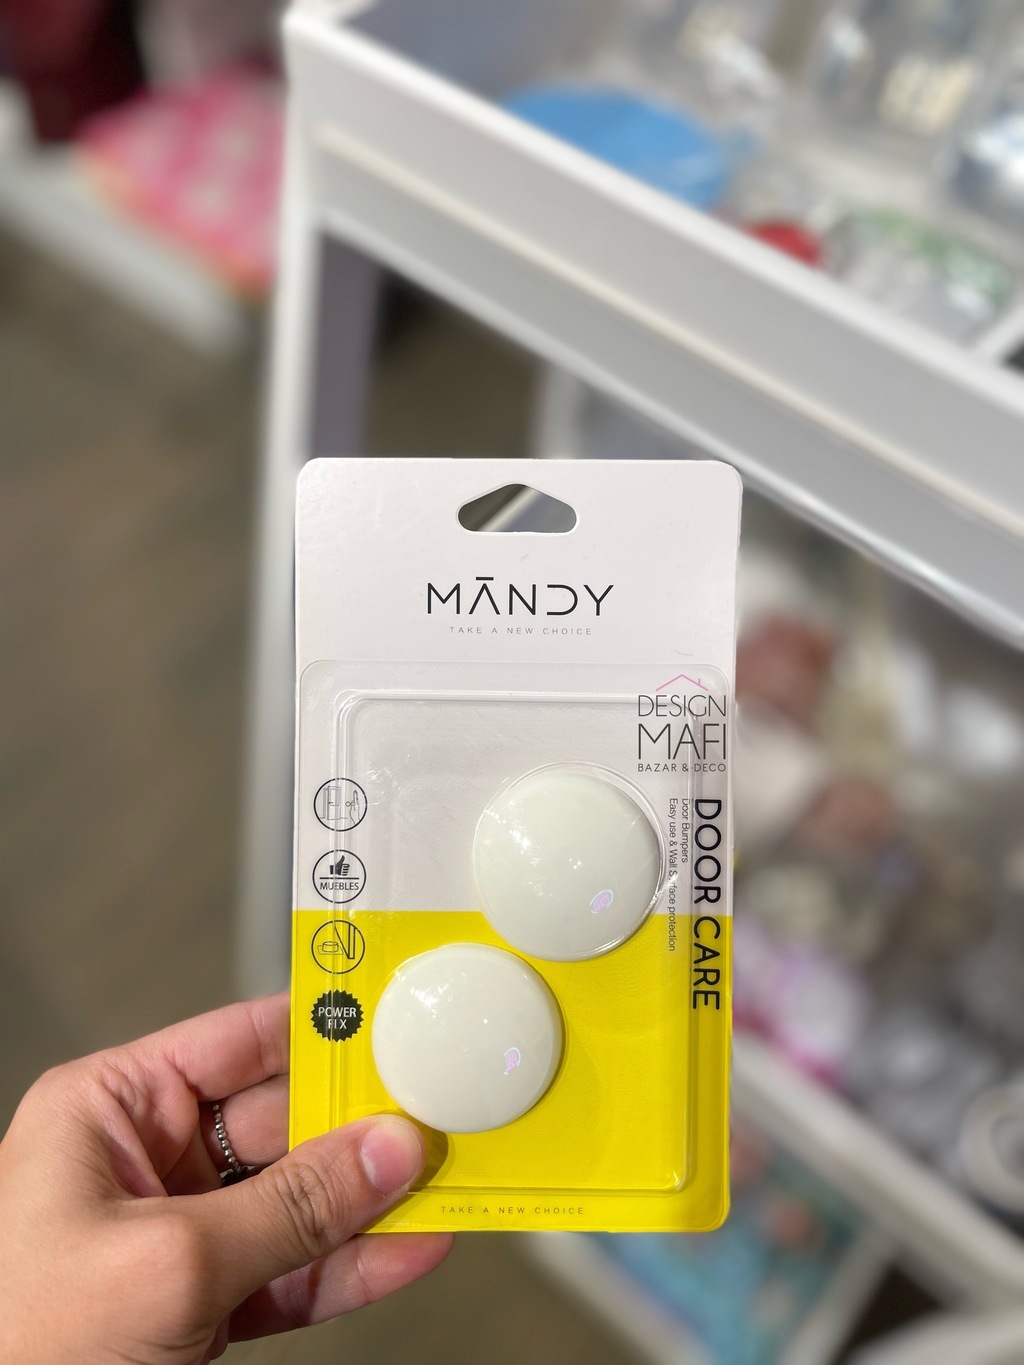 MĀNDY
TAKE A NEW CHOICE
DESIGN
MAFI
BAZAR & DECO
DOOR CARE
Door Bumpers
Easy use & Wall Surface protection
MUEBLES
POWER
FIX
TAKE A NEW CHOICE